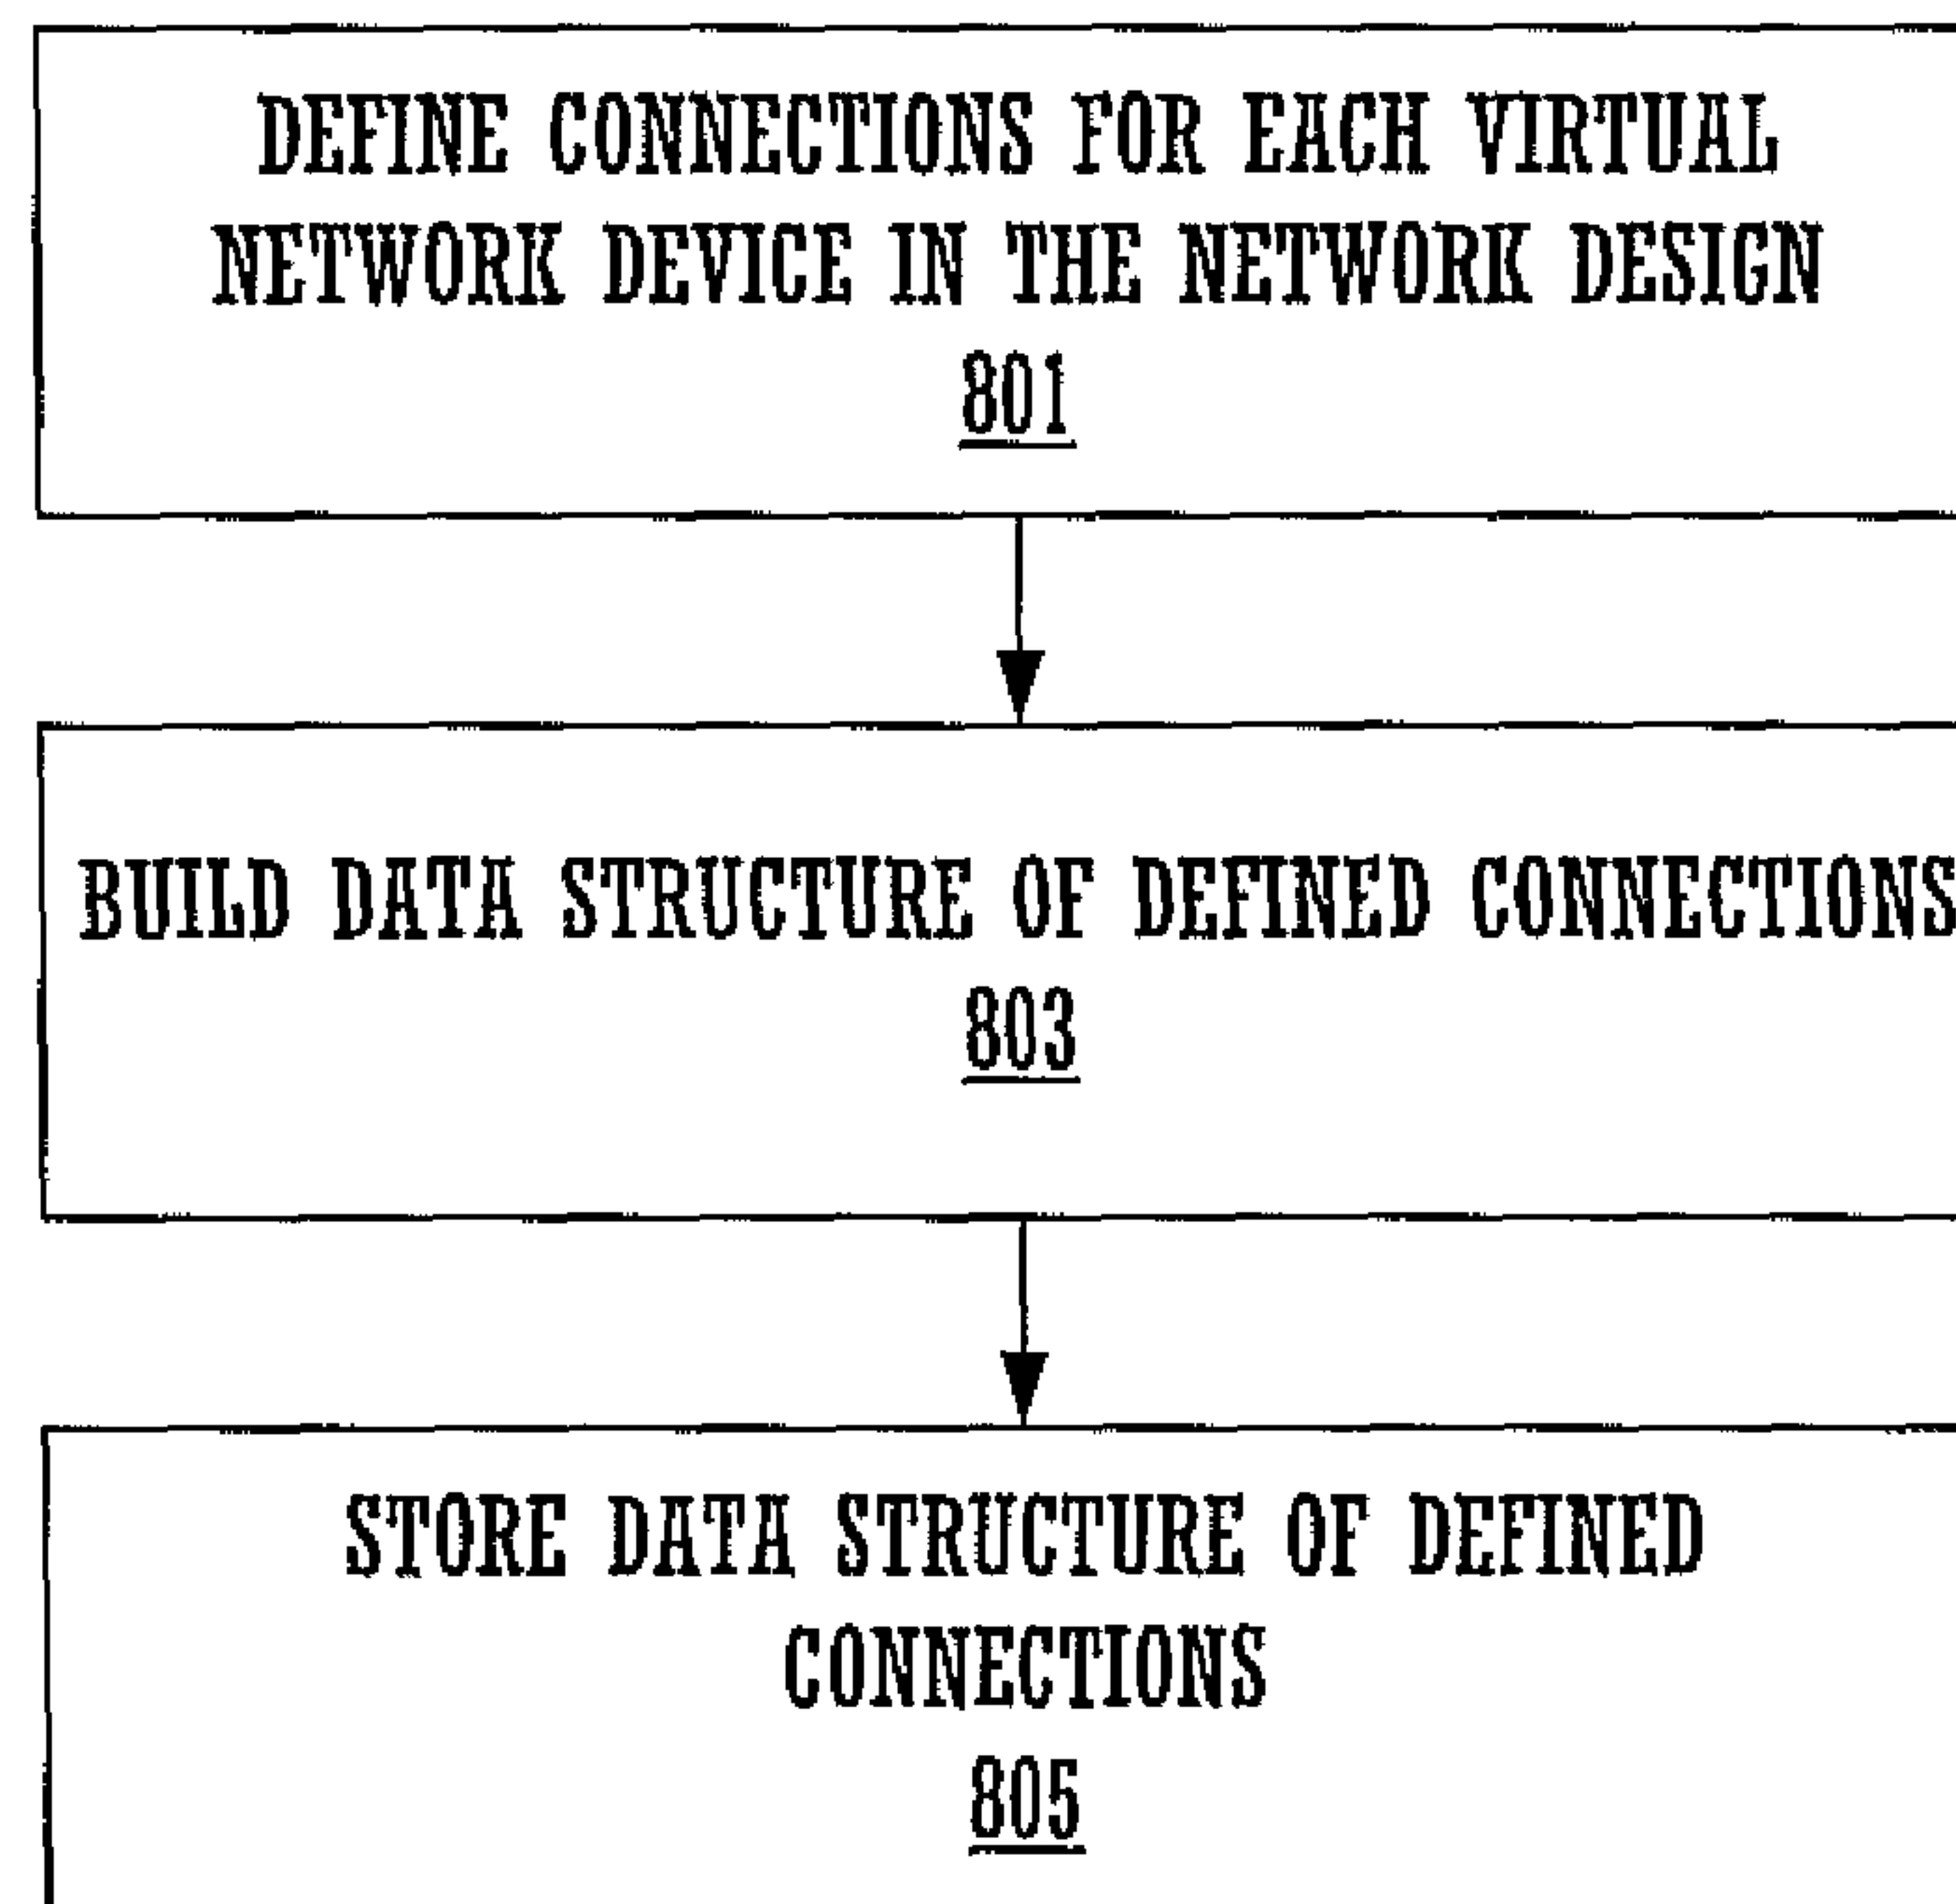 DEFINE CONNECTIONS FOR EACH VIRTUAL
NETWORK DEVICE IN THE NETWORK DESIGN
801
BUILD DATA STRUCTURE OF DEFINED CONNECTIONS
803
STORE DATA STRUCTURE OF DEFINED
CONNECTIONS
805